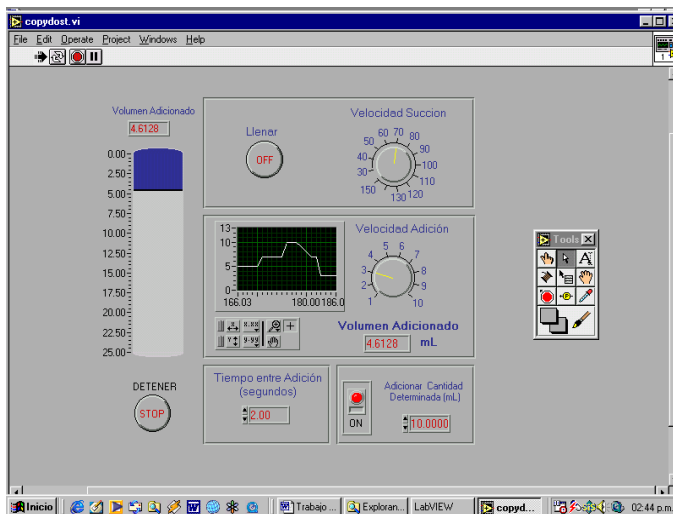 copydost.vi
File Edit Operate Project Windows Help
1
Volumen Adicionado
4.6128
0.00
2.50
5.00
7.50
10.00
12.50
15.00
17.50
20.00
22.50
25.00
DETENER
STOP
Llenar
OFF
Velocidad Succion
30 40 50 60 70 80 90 100 110 120 130 150
13
10
5
0
166.03 180.00 186.0
Velocidad Adición
1 2 3 4 5 6 7 8 9 10
Volumen Adicionado
4.6128 mL
Tiempo entre Adición
(segundos)
2.00
ON
Adicionar Cantidad
Determinada (mL)
10.0000
Tools
Inicio Trabajo ... Exploran... LabVIEW copyd... 02:44 p.m.